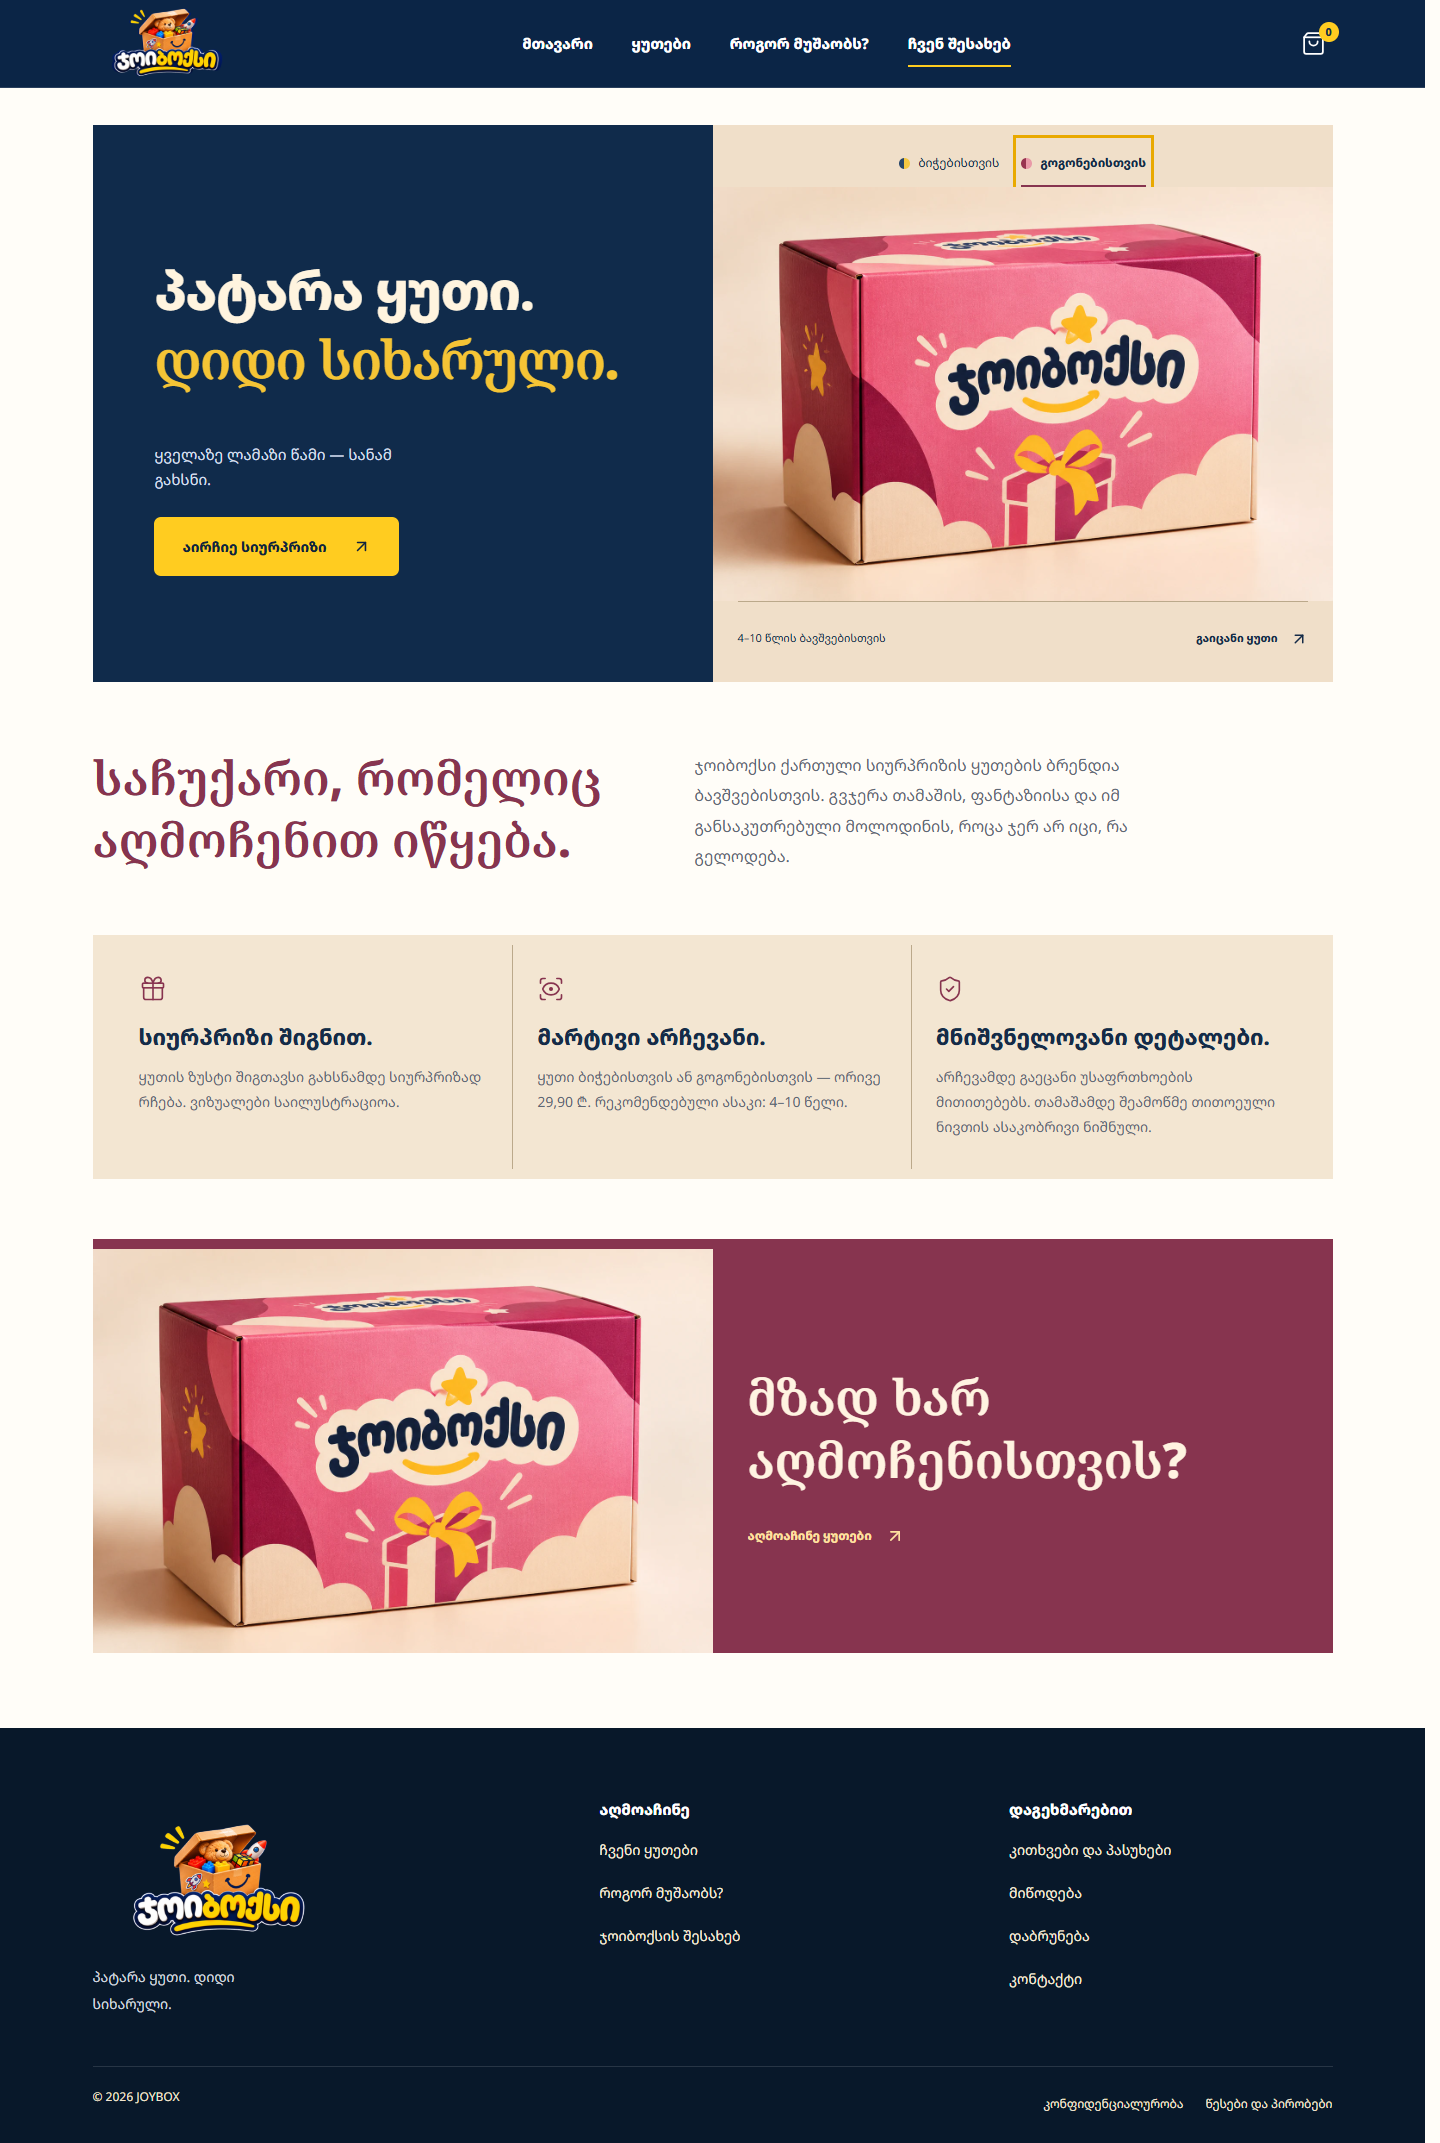 ჯოიბოქსი
მთავარი
ყუთები
როგორ მუშაობს?
ჩვენ შესახებ
0
პატარა ყუთი.
დიდი სიხარული.
ყველაზე ლამაზი წამი — სანამ
გახსნი.
აირჩიე სიურპრიზი
ბიჭებისთვის
გოგონებისთვის
ჯოიბოქსი
ჯოიბოქსი
4–10 წლის ბავშვებისთვის
გაიცანი ყუთი
საჩუქარი, რომელიც
აღმოჩენით იწყება.
ჯოიბოქსი ქართული სიურპრიზის ყუთების ბრენდია
ბავშვებისთვის. გვჯერა თამაშის, ფანტაზიისა და იმ
განსაკუთრებული მოლოდინის, როცა ჯერ არ იცი, რა
გელოდება.
სიურპრიზი შიგნით.
ყუთის ზუსტი შიგთავსი გახსნამდე სიურპრიზად
რჩება. ვიზუალები საილუსტრაციოა.
მარტივი არჩევანი.
ყუთი ბიჭებისთვის ან გოგონებისთვის — ორივე
29,90 ₾. რეკომენდებული ასაკი: 4–10 წელი.
მნიშვნელოვანი დეტალები.
არჩევამდე გაეცანი უსაფრთხოების
მითითებებს. თამაშამდე შეამოწმე თითოეული
ნივთის ასაკობრივი ნიშნული.
ჯოიბოქსი
ჯოიბოქსი
მზად ხარ
აღმოჩენისთვის?
აღმოაჩინე ყუთები
ჯოიბოქსი
პატარა ყუთი. დიდი
სიხარული.
აღმოაჩინე
ჩვენი ყუთები
როგორ მუშაობს?
ჯოიბოქსის შესახებ
დაგეხმარებით
კითხვები და პასუხები
მიწოდება
დაბრუნება
კონტაქტი
© 2026 JOYBOX
კონფიდენციალურობა
წესები და პირობები